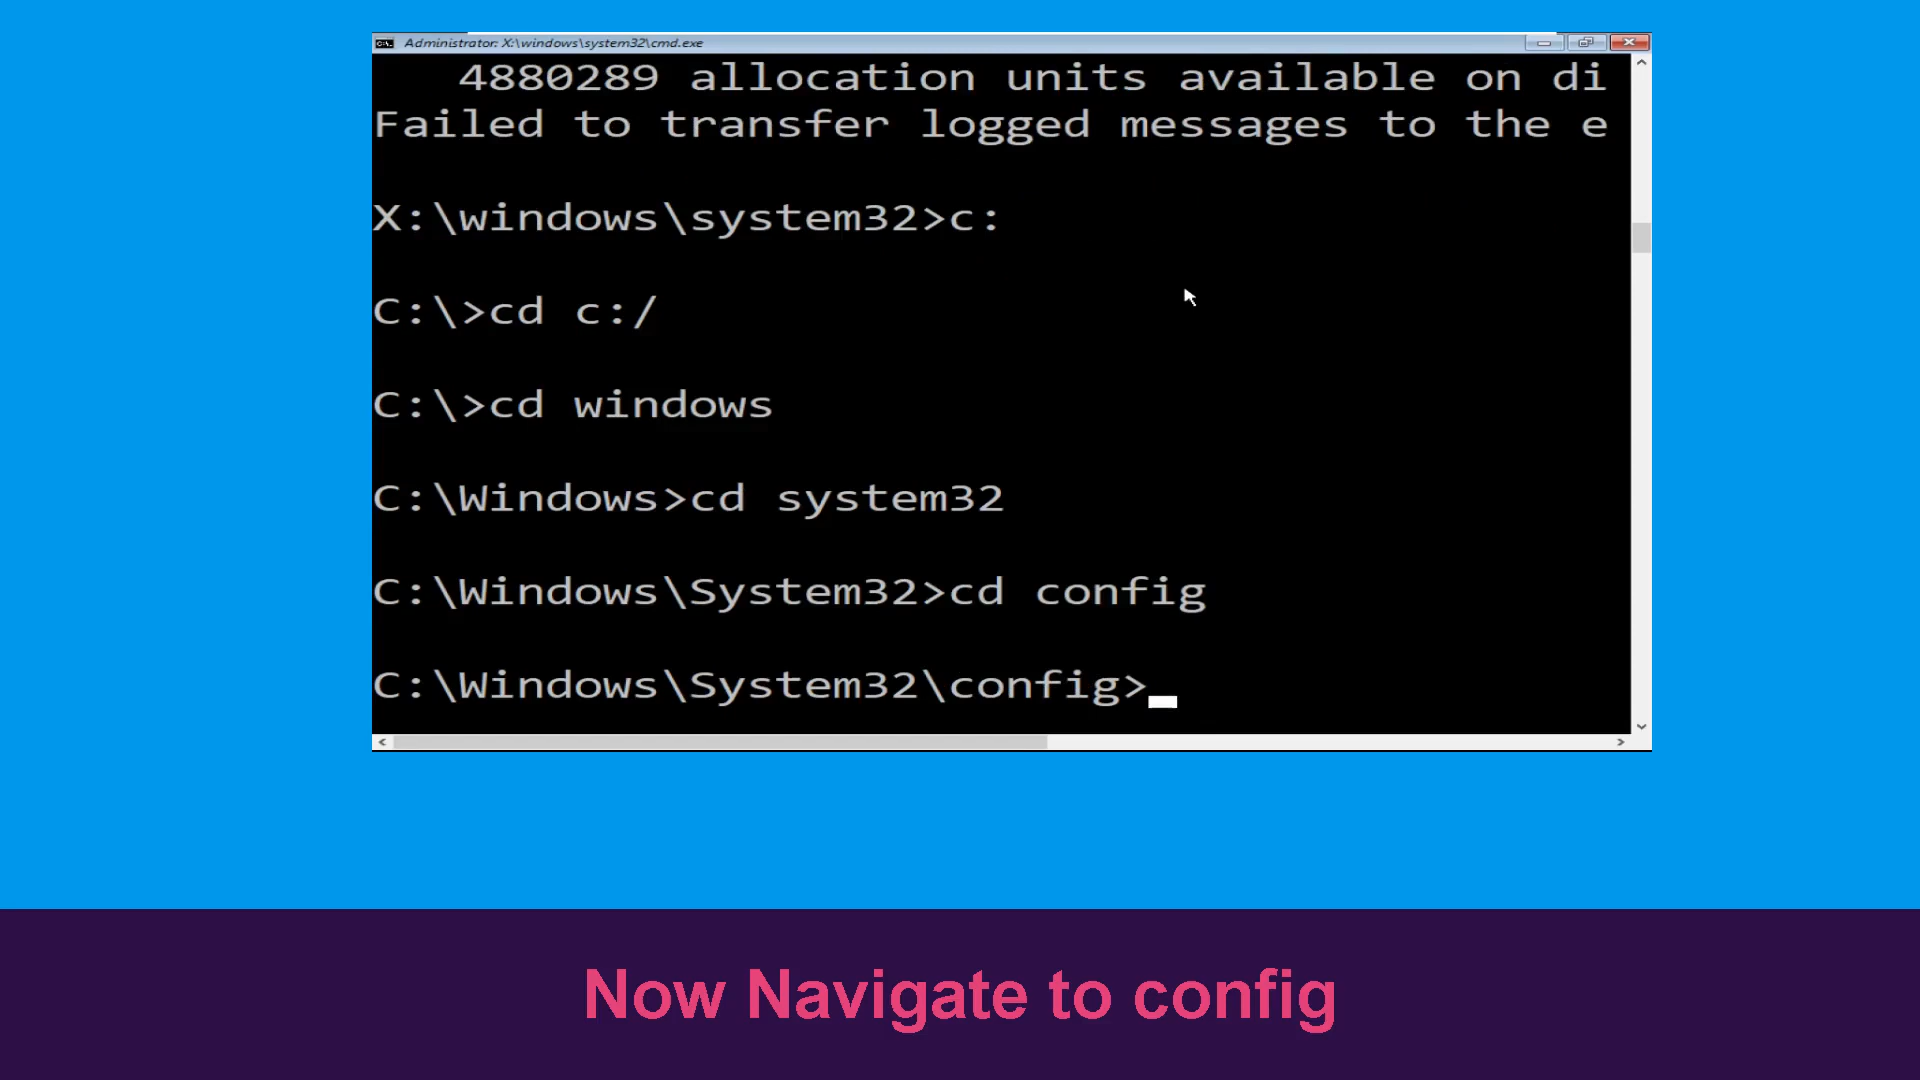 Administrator: X:\windows\system32\cmd.exe
4880289 allocation units available on di
Failed to transfer logged messages to the e
X:\windows\system32>c:
C:\>cd c:/
C:\>cd windows
C:\Windows>cd system32
C:\Windows\System32>cd config
C:\Windows\System32\config>
Now Navigate to config